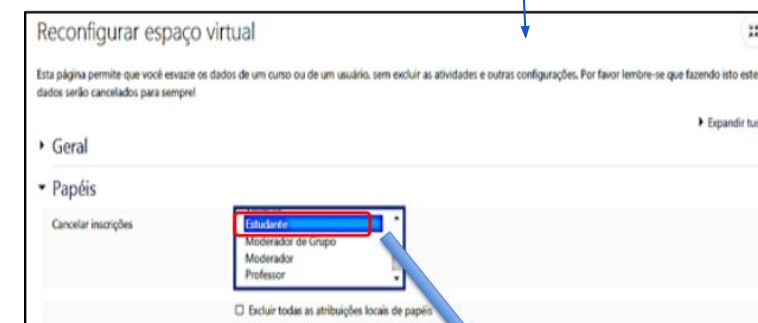 Reconfigurar espaço virtual
Esta página permite que você esvazie os dados de um curso ou de um usuário, sem excluir as atividades e outras configurações. Por favor lembre-se que fazendo isto este
dados serão cancelados para sempre!
Expandir tud
Geral
Papéis
Cancelar inscrições
Estudante
Moderador de Grupo
Moderador
Professor
Excluir todas as atribuições locais de papéis